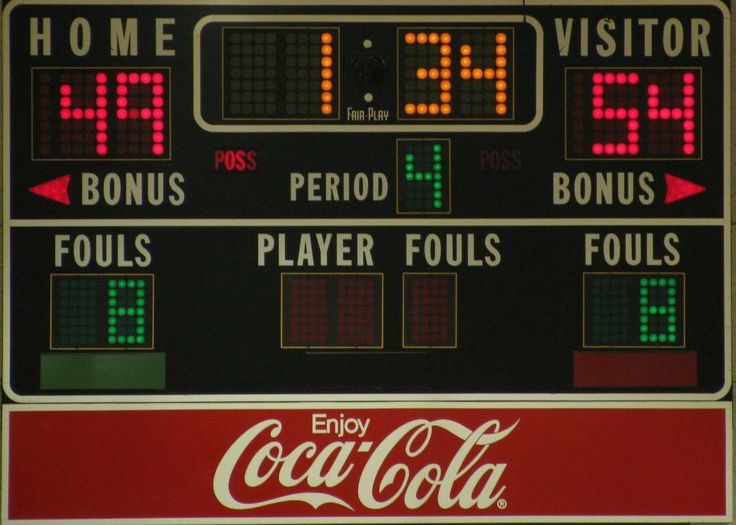 HOME 1 34 VISITOR
49 FAIR-PLAY 54
POSS POSS
BONUS PERIOD 4 BONUS
FOULS PLAYER FOULS FOULS
8 8
Enjoy
Coca-Cola®